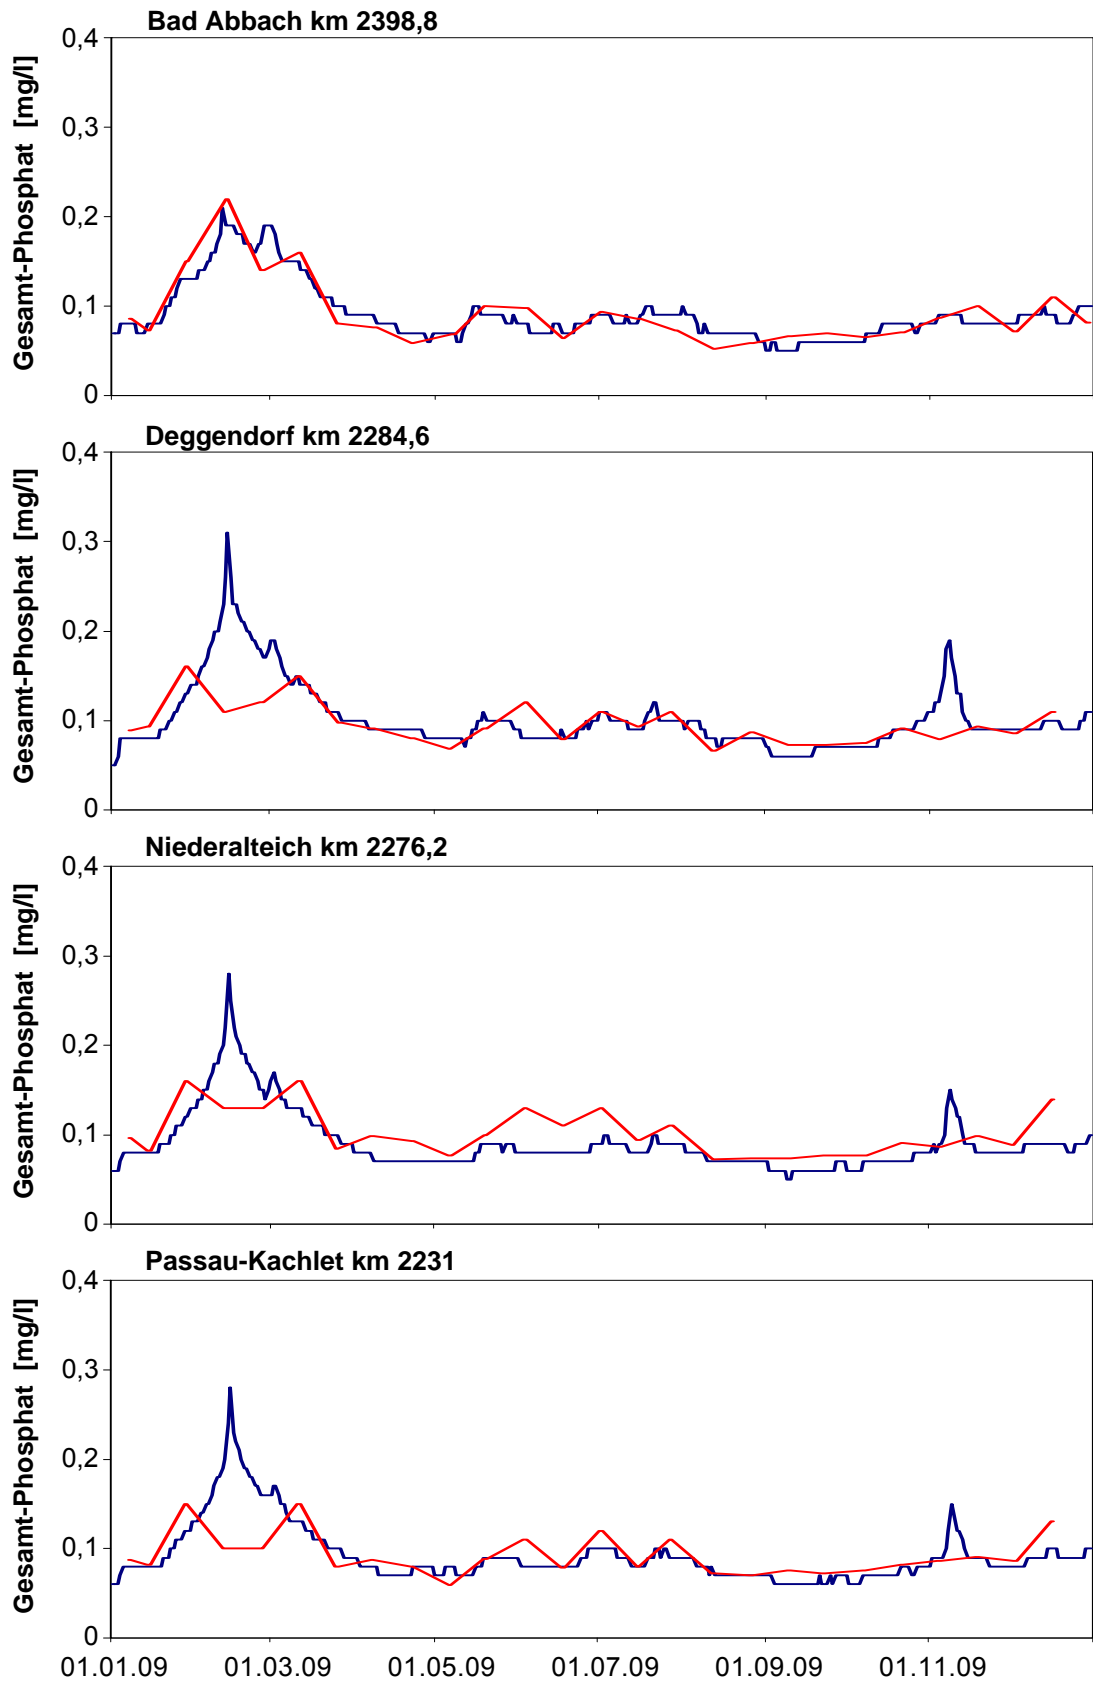 Bad Abbach km 2398,8
Gesamt-Phosphat [mg/l]
0,4
0,3
0,2
0,1
0
Deggendorf km 2284,6
Gesamt-Phosphat [mg/l]
0,4
0,3
0,2
0,1
0
Niederalteich km 2276,2
Gesamt-Phosphat [mg/l]
0,4
0,3
0,2
0,1
0
Passau-Kachlet km 2231
Gesamt-Phosphat [mg/l]
0,4
0,3
0,2
0,1
0
01.01.09 01.03.09 01.05.09 01.07.09 01.09.09 01.11.09